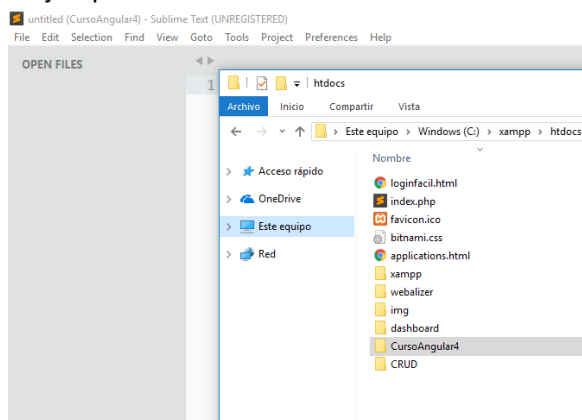 untitled (CursoAngular4) - Sublime Text (UNREGISTERED)
File Edit Selection Find View Goto Tools Project Preferences Help
OPEN FILES
1
htdocs
Archivo Inicio Compartir Vista
Este equipo > Windows (C:) > xampp > htdocs
Nombre
Acceso rápido
OneDrive
Este equipo
Red
loginfacil.html
index.php
favicon.ico
bitnami.css
applications.html
xampp
webalizer
img
dashboard
CursoAngular4
CRUD